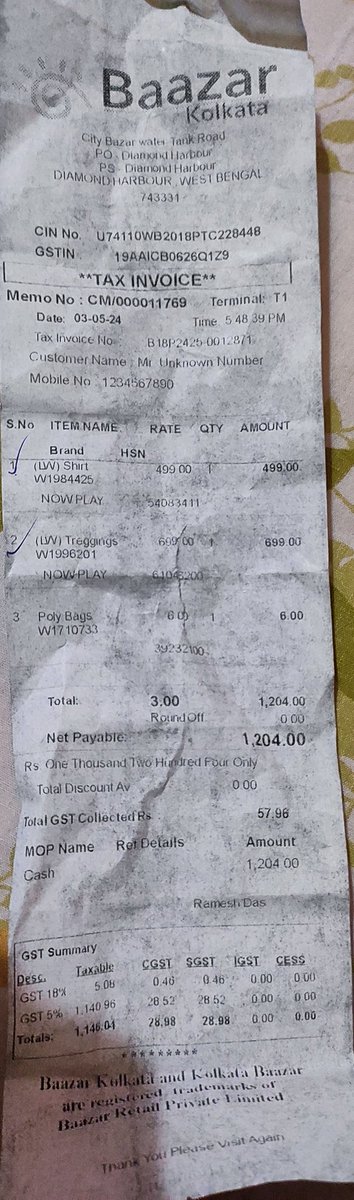 Baazar
Kolkata
City Bazar water Tank Road
PO - Diamond Harbour
PS - Diamond Harbour
DIAMOND HARBOUR, WEST BENGAL
743331
CIN No. U74110WB2018PTC228448
GSTIN 19AAICB0626Q1Z9
**TAX INVOICE**
Memo No : CM/000011769 Terminal: T1
Date: 03-05-24 Time: 5:48:39 PM
Tax Invoice No B18P2425-0012871
Customer Name : Mr. Unknown Number
Mobile No : 1234567890
S.No ITEM NAME RATE QTY AMOUNT
Brand HSN
1 (LW) Shirt 499.00 1 499.00
W1984425
NOW PLAY 54083411
2 (LW) Treggings 699.00 1 699.00
W1996201
NOW PLAY 61043200
3 Poly Bags 6.00 1 6.00
W1710733
39232100
Total: 3.00 1,204.00
Round Off 0.00
Net Payable: 1,204.00
Rs. One Thousand Two Hundred Four Only
Total Discount Av 0.00
Total GST Collected Rs 57.96
MOP Name Ref Details Amount
Cash 1,204.00
Ramesh Das
GST Summary
Desc. Taxable CGST SGST IGST CESS
GST 18% 5.08 0.46 0.46 0.00 0.00
GST 5% 1,140.96 28.52 28.52 0.00 0.00
Totals: 1,146.04 28.98 28.98 0.00 0.00
*********
Baazar Kolkata and Kolkata Baazar
are registered trademarks of
Baazar Retail Private Limited
Thank You Please Visit Again